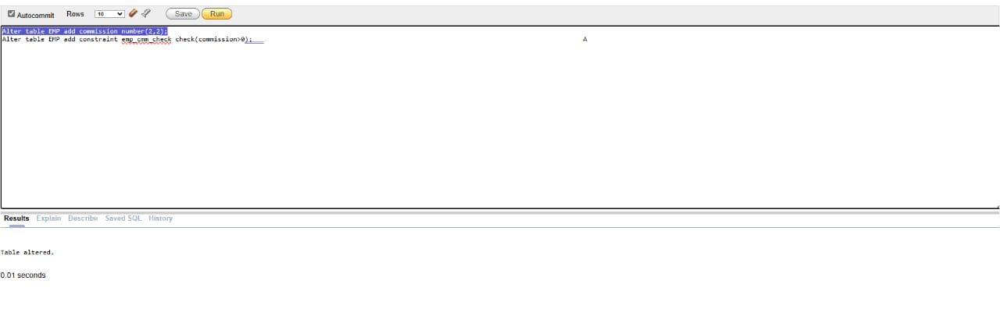 Autocommit Rows 10 Save Run
Alter table EMP add commission number(2,2);
Alter table EMP add constraint emp_cmm_check check(commission>0); A
Results Explain Describe Saved SQL History
Table altered.
0.01 seconds